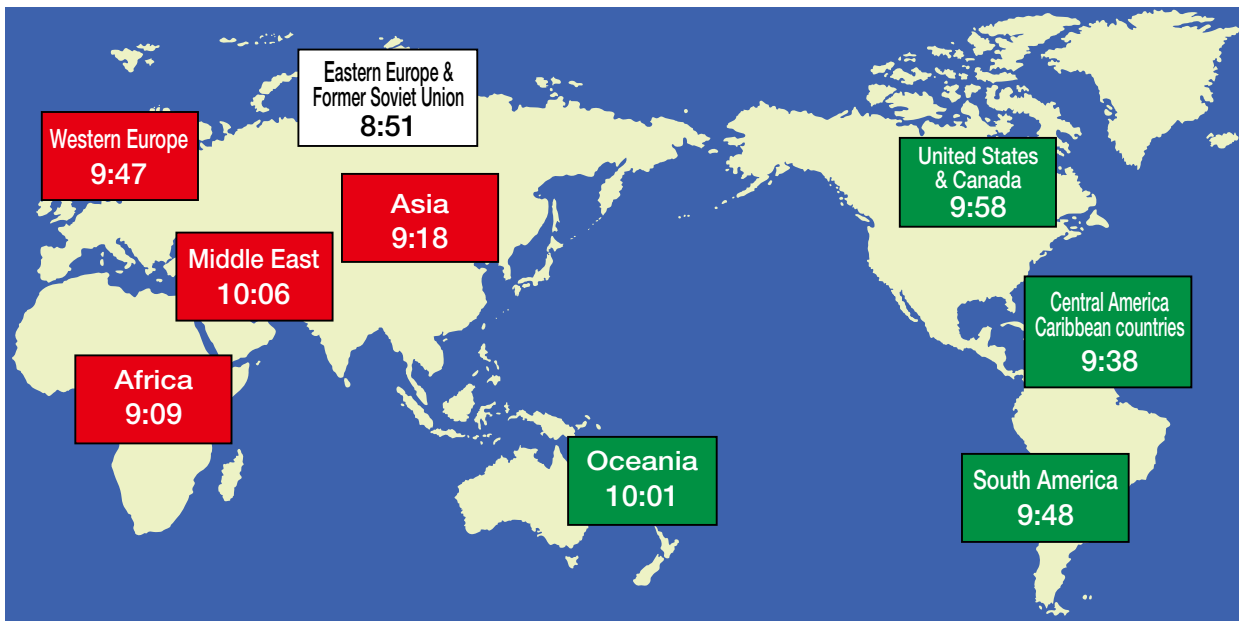 Eastern Europe &
Former Soviet Union
8:51
Western Europe
9:47
United States
& Canada
9:58
Asia
9:18
Middle East
10:06
Central America
Caribbean countries
9:38
Africa
9:09
Oceania
10:01
South America
9:48